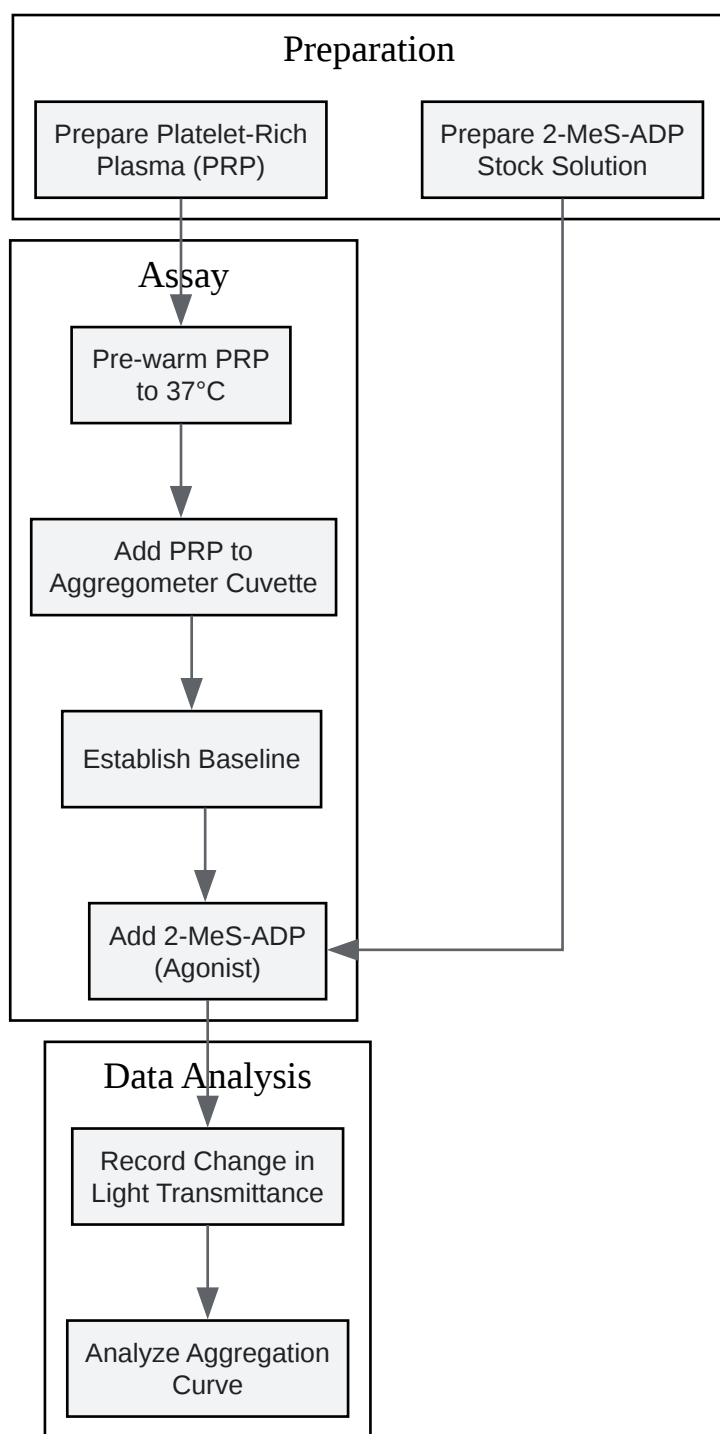 Preparation
Prepare Platelet-Rich
Plasma (PRP)
Prepare 2-MeS-ADP
Stock Solution
Assay
Pre-warm PRP
to 37°C
Add PRP to
Aggregometer Cuvette
Establish Baseline
Add 2-MeS-ADP
(Agonist)
Data Analysis
Record Change in
Light Transmittance
Analyze Aggregation
Curve